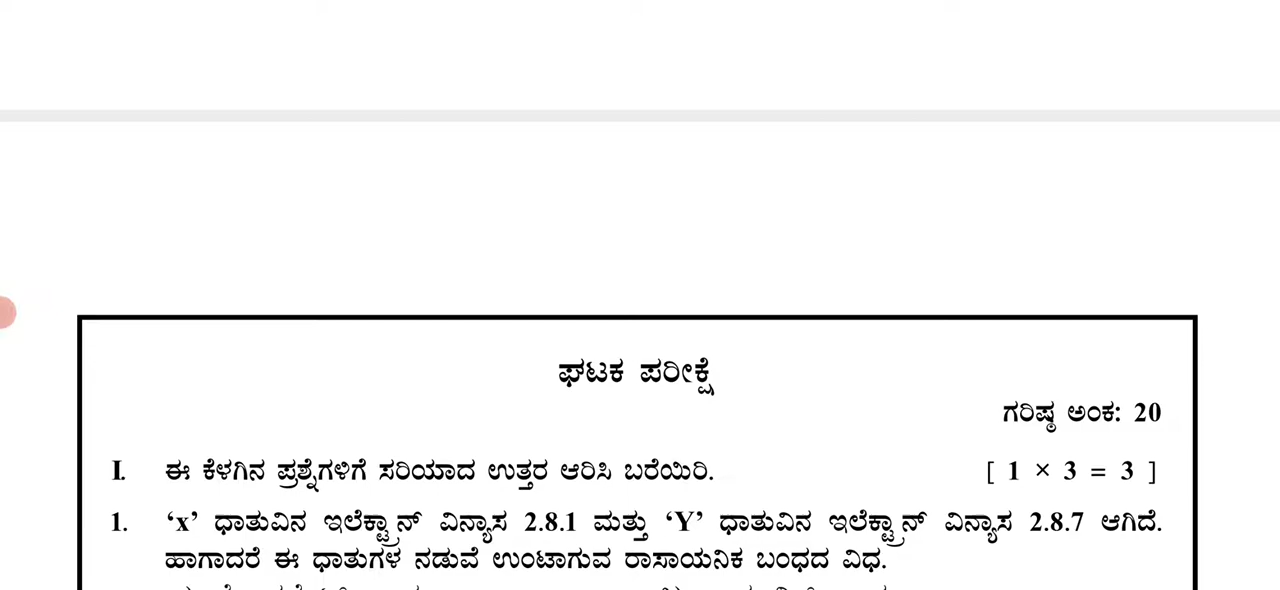 ಘಟಕ ಪರೀಕ್ಷೆ
ಗರಿಷ್ಠ ಅಂಕ: 20
I. ಈ ಕೆಳಗಿನ ಪ್ರಶ್ನೆಗಳಿಗೆ ಸರಿಯಾದ ಉತ್ತರ ಆರಿಸಿ ಬರೆಯಿರಿ. [ 1 × 3 = 3 ]
1. ‘x’ ಧಾತುವಿನ ಇಲೆಕ್ಟ್ರಾನ್ ವಿನ್ಯಾಸ 2.8.1 ಮತ್ತು ‘Y’ ಧಾತುವಿನ ಇಲೆಕ್ಟ್ರಾನ್ ವಿನ್ಯಾಸ 2.8.7 ಆಗಿದೆ.
ಹಾಗಾದರೆ ಈ ಧಾತುಗಳ ನಡುವೆ ಉಂಟಾಗುವ ರಾಸಾಯನಿಕ ಬಂಧದ ವಿಧ.